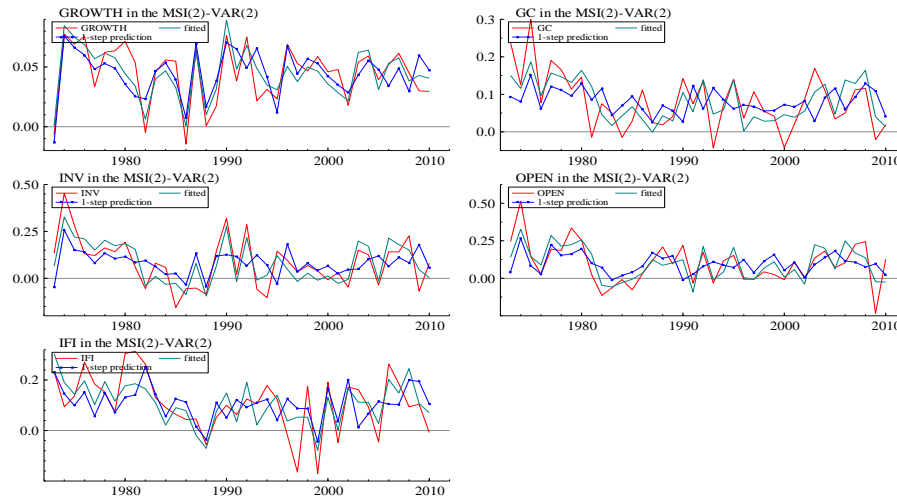 GROWTH in the MSI(2)-VAR(2)
GROWTH fitted
1-step prediction
0.05
0.00
1980 1990 2000 2010
GC in the MSI(2)-VAR(2)
GC fitted
1-step prediction
0.3
0.2
0.1
0.0
1980 1990 2000 2010
INV in the MSI(2)-VAR(2)
INV fitted
1-step prediction
0.50
0.25
0.00
1980 1990 2000 2010
OPEN in the MSI(2)-VAR(2)
OPEN fitted
1-step prediction
0.50
0.25
0.00
1980 1990 2000 2010
IFI in the MSI(2)-VAR(2)
IFI fitted
1-step prediction
0.2
0.0
1980 1990 2000 2010